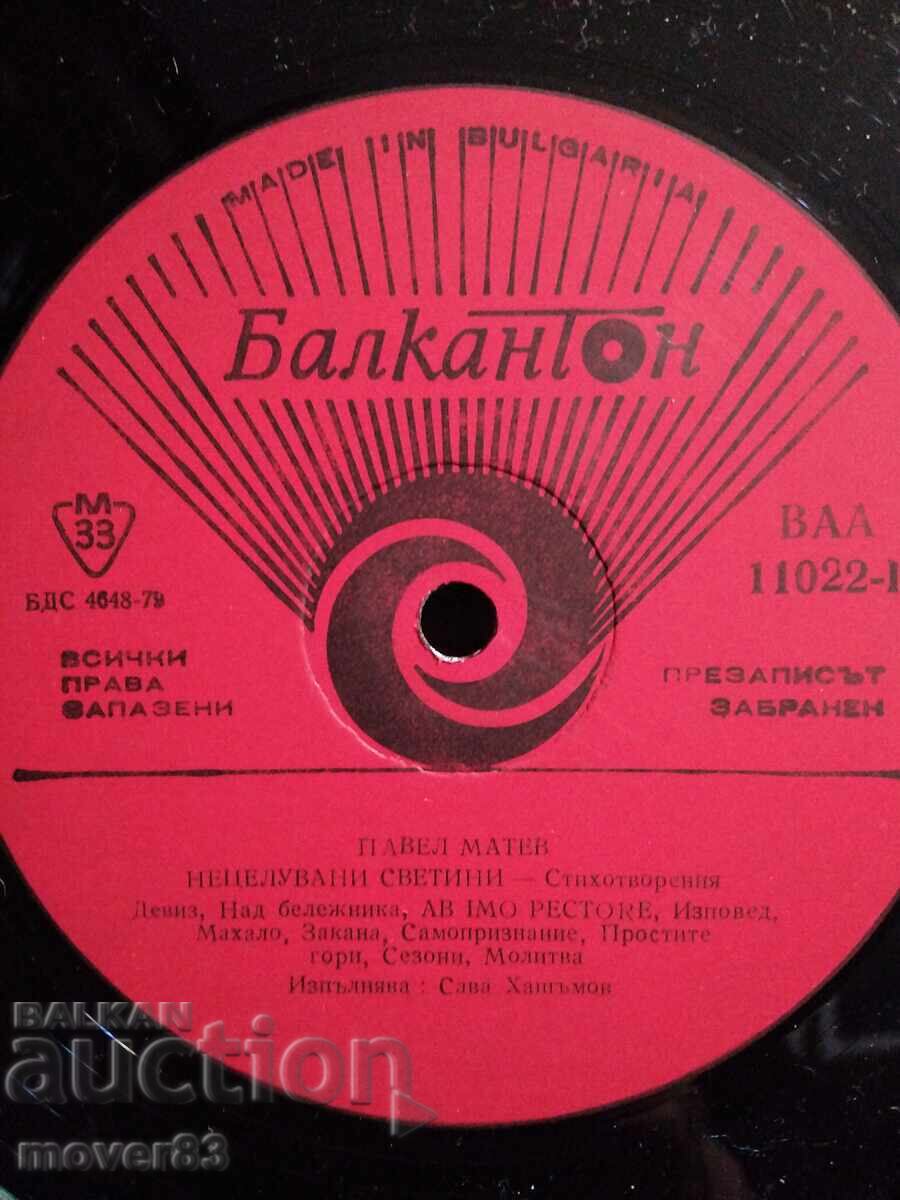 MADE IN BULGARIA
Балкантон
М
33
БДС 4648-79
ВАА
11022-I
ВСИЧКИ
ПРАВА
ЗАПАЗЕНИ
ПРЕЗАПИСЪТ
ЗАБРАНЕН
ПАВЕЛ МАТЕВ
НЕЦЕЛУВАНИ СВЕТИНИ — Стихотворения
Девиз, Над бележника, AB IMO PECTORE, Изповед,
Махало, Закана, Самопризнание, Простите
гори, Сезони, Молитва
Изпълнява : Сава Хашъмов
BALKAN
auction
mover83